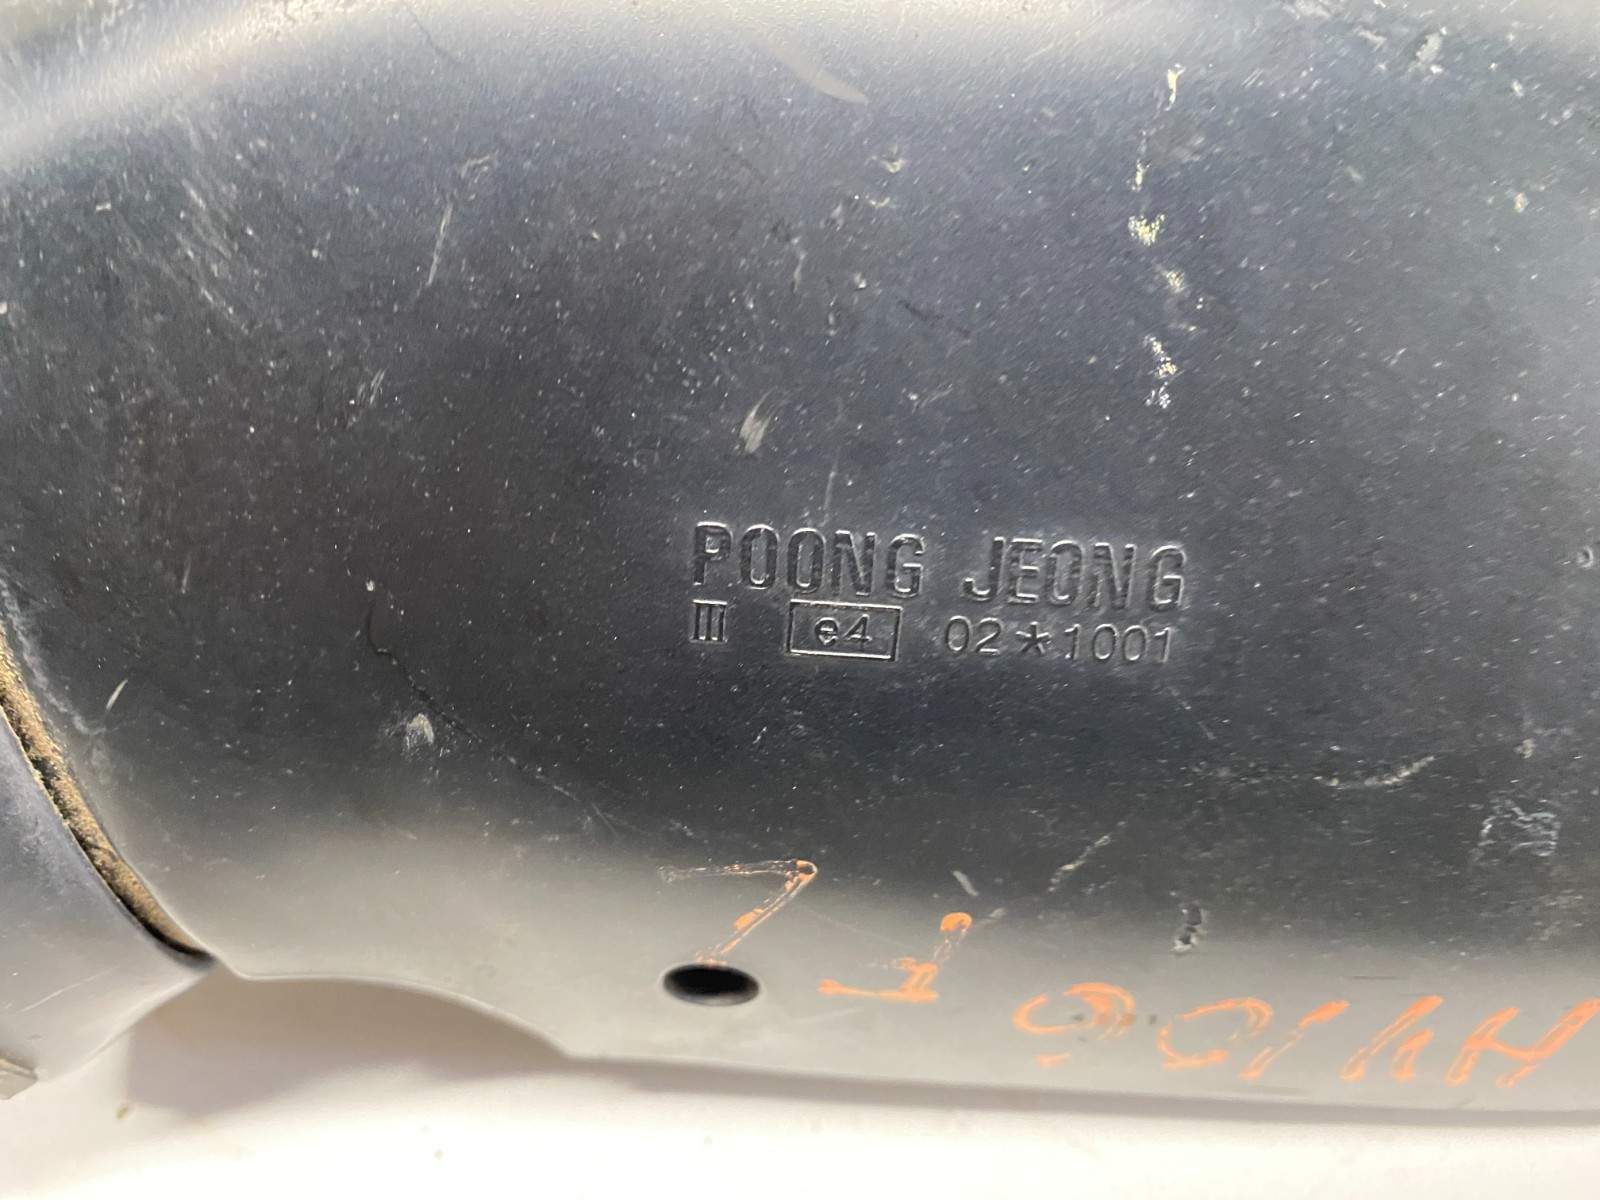 POONG JEONG
III e4 02*1001